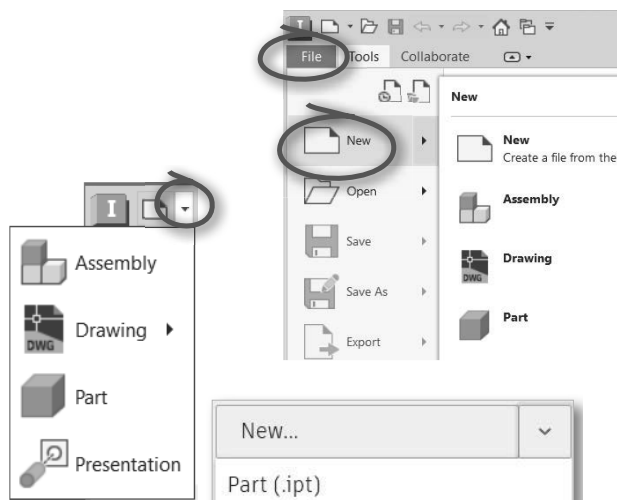 I
File Tools Collaborate
New
New
New
Create a file from the
Open
Assembly
Save
Drawing
DWG
Save As
Part
Export
I
Assembly
Drawing
DWG
Part
Presentation
New...
Part (.ipt)